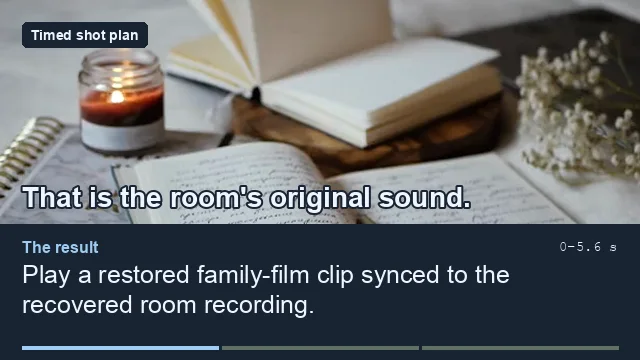 Timed shot plan
That is the room's original sound.
The result
0–5.6 s
Play a restored family-film clip synced to the
recovered room recording.